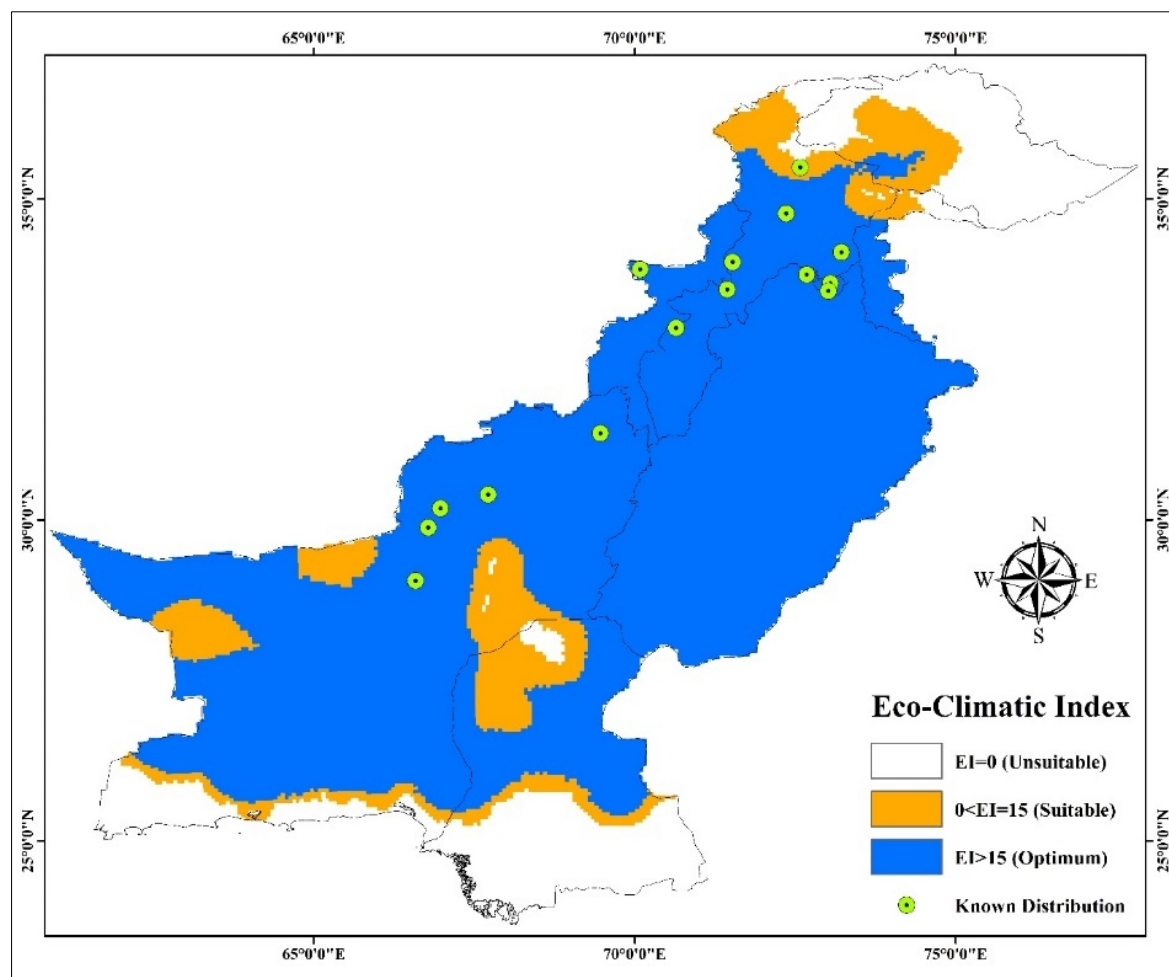 65°0'0"E 70°0'0"E 75°0'0"E
35°0'0"N 35°0'0"N
30°0'0"N 30°0'0"N
N
W E
S
Eco-Climatic Index
EI=0 (Unsuitable)
0<EI=15 (Suitable)
25°0'0"N 25°0'0"N
EI>15 (Optimum)
Known Distribution
65°0'0"E 70°0'0"E 75°0'0"E